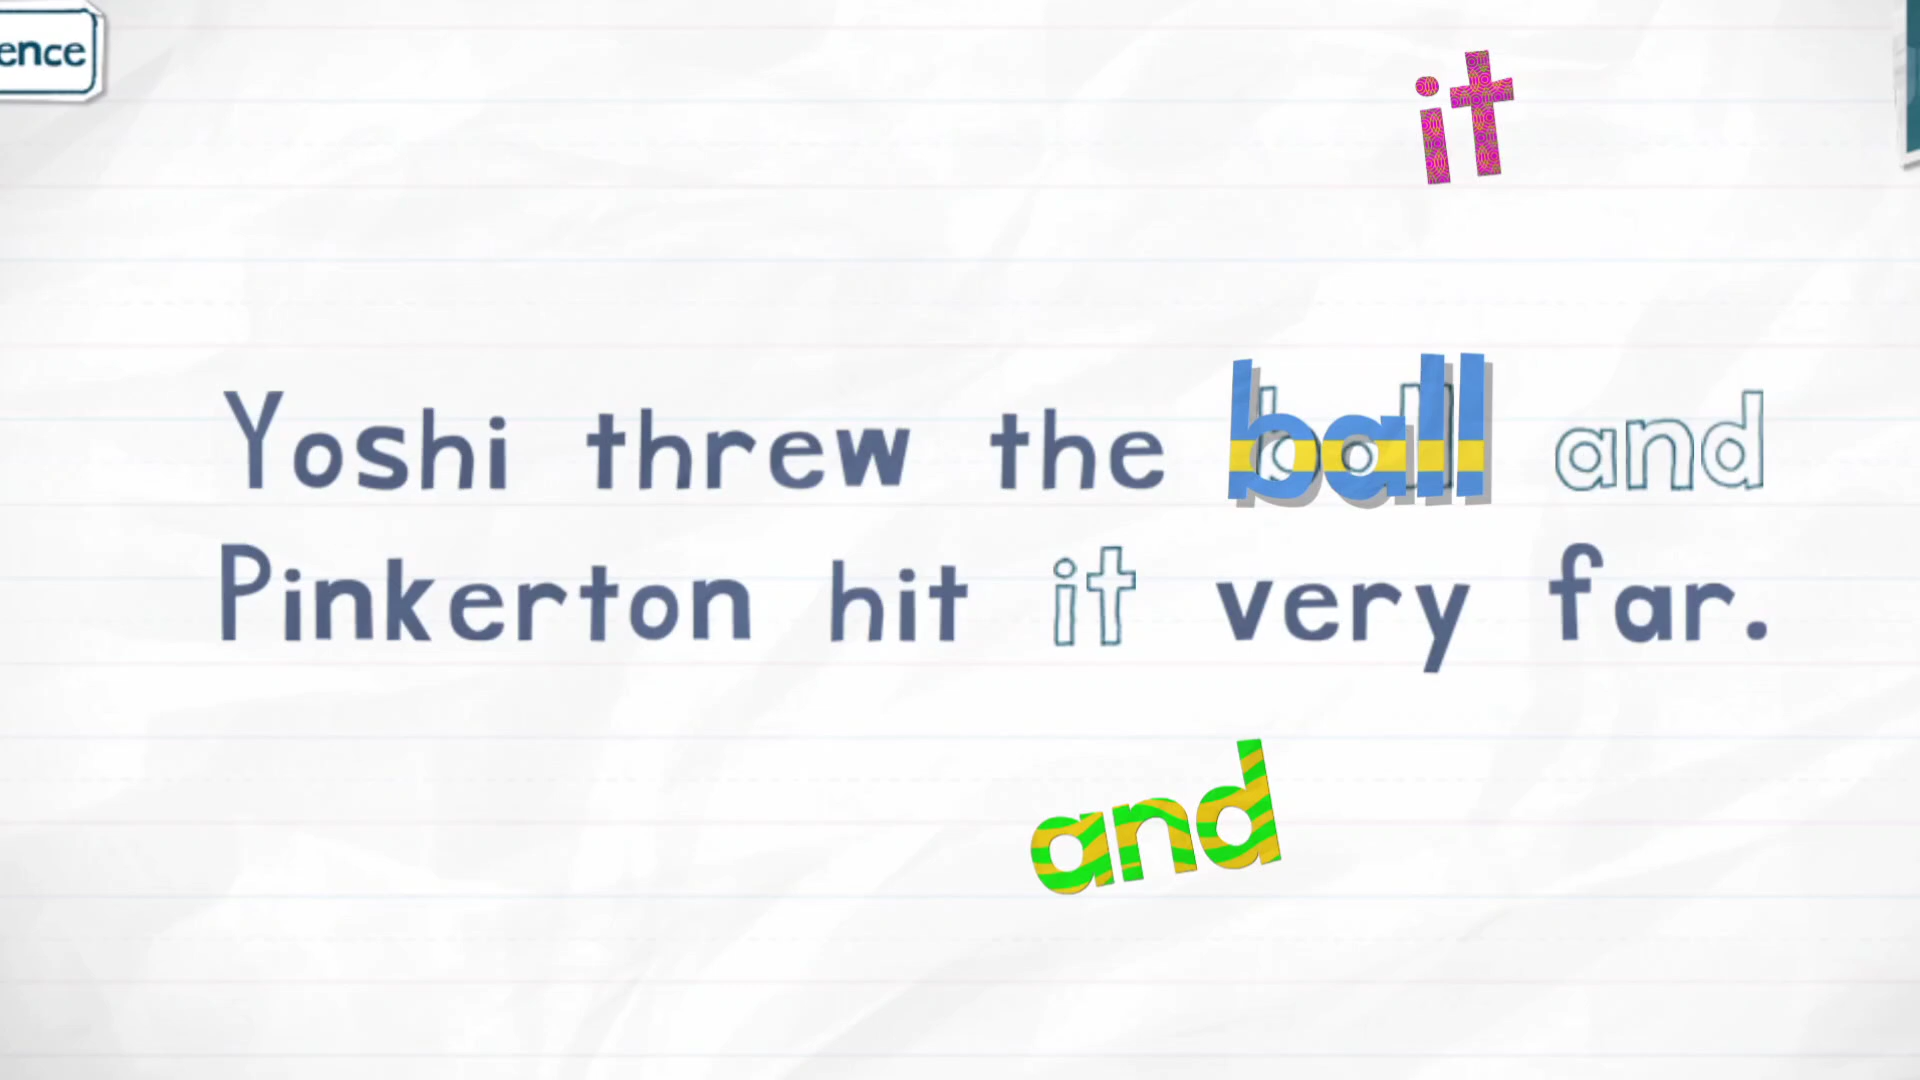 ence
it
Yoshi threw the ball and
Pinkerton hit it very far.
and